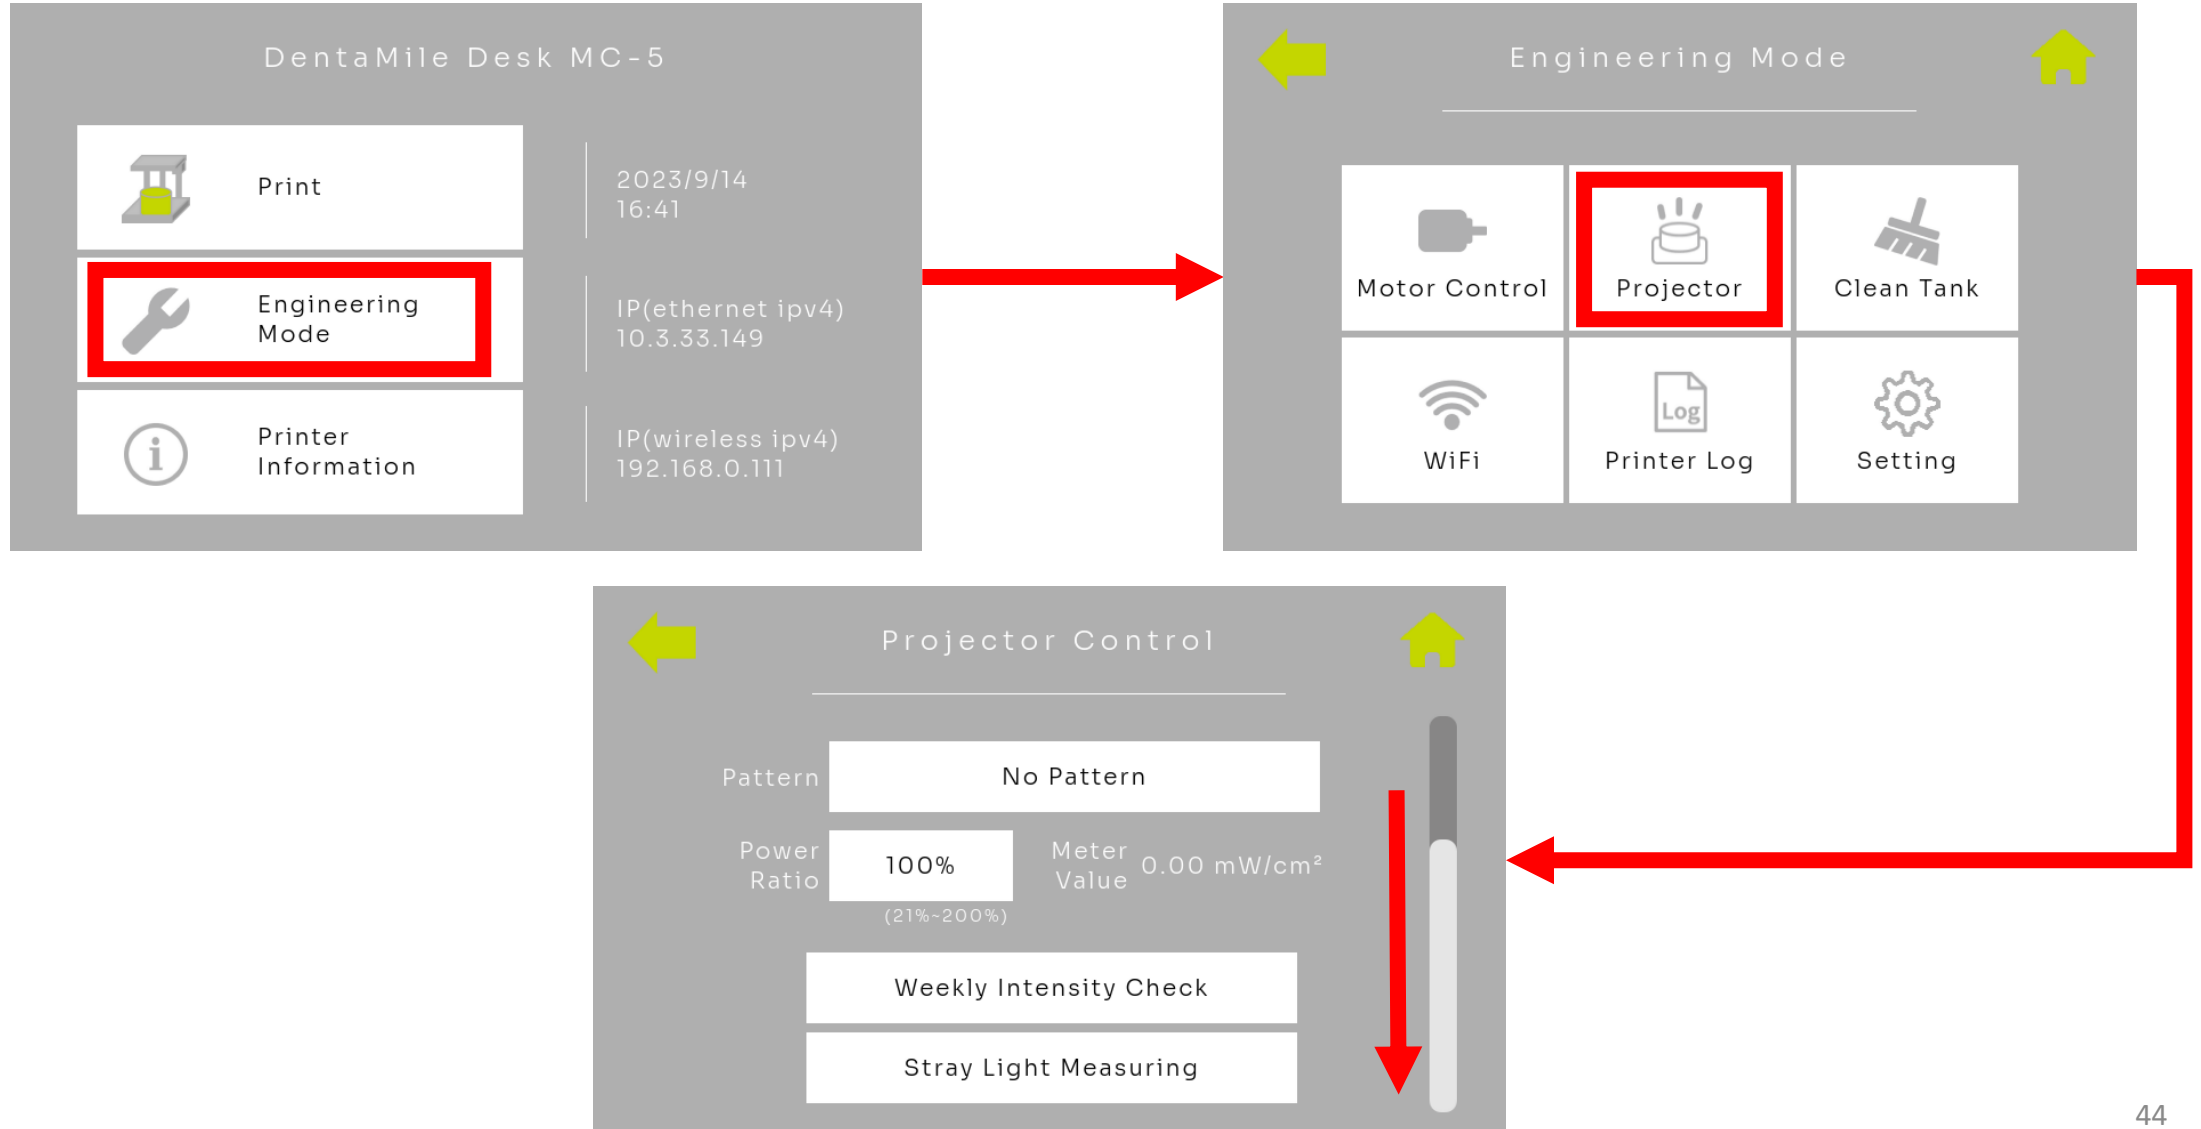 DentaMile Desk MC-5
Print
2023/9/14
16:41
Engineering
Mode
IP(ethernet ipv4)
10.3.33.149
Printer
Information
IP(wireless ipv4)
192.168.0.111
Engineering Mode
Motor Control
Projector
Clean Tank
WiFi
Log
Printer Log
Setting
Projector Control
Pattern
No Pattern
Power
Ratio
100%
(21%~200%)
Meter
Value
0.00 mW/cm²
Weekly Intensity Check
Stray Light Measuring
44